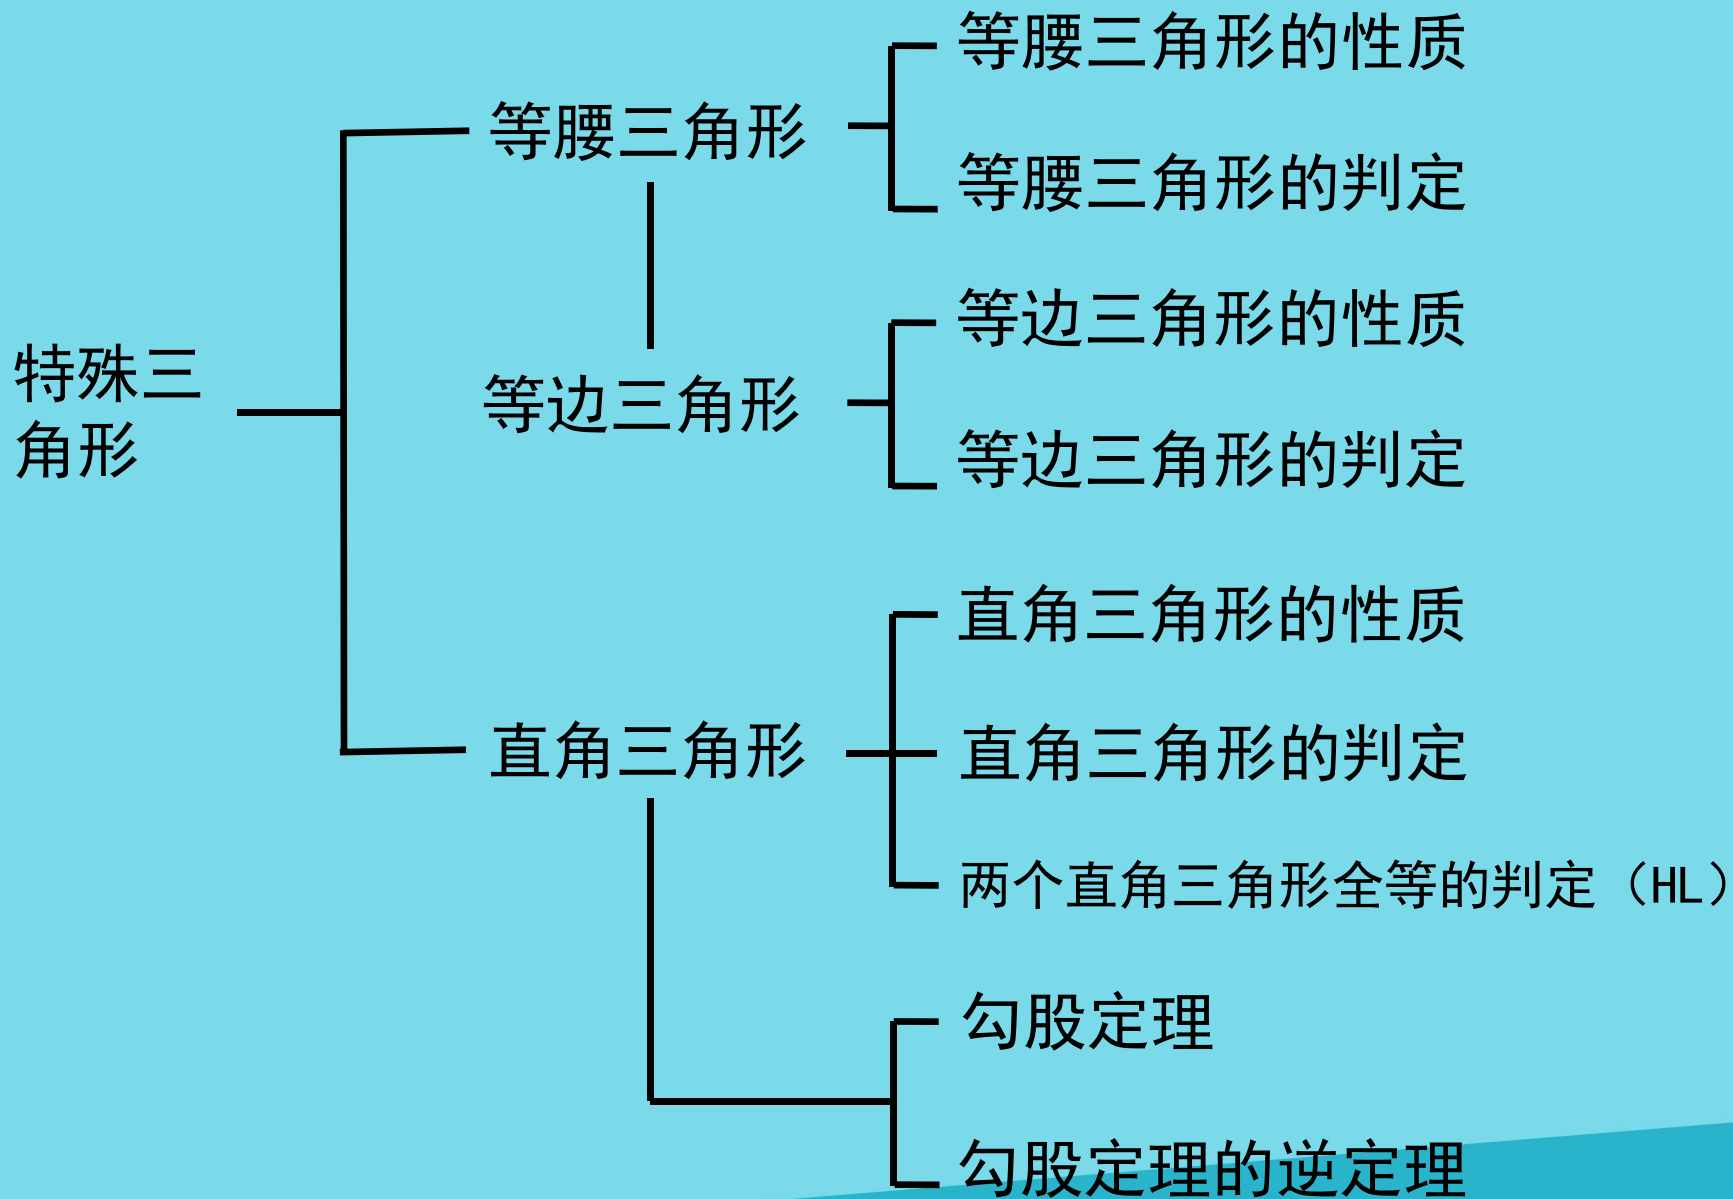 等腰三角形的性质
等腰三角形
等腰三角形的判定
等边三角形的性质
特殊三
角形
等边三角形
等边三角形的判定
直角三角形的性质
直角三角形
直角三角形的判定
两个直角三角形全等的判定（HL）
勾股定理
勾股定理的逆定理